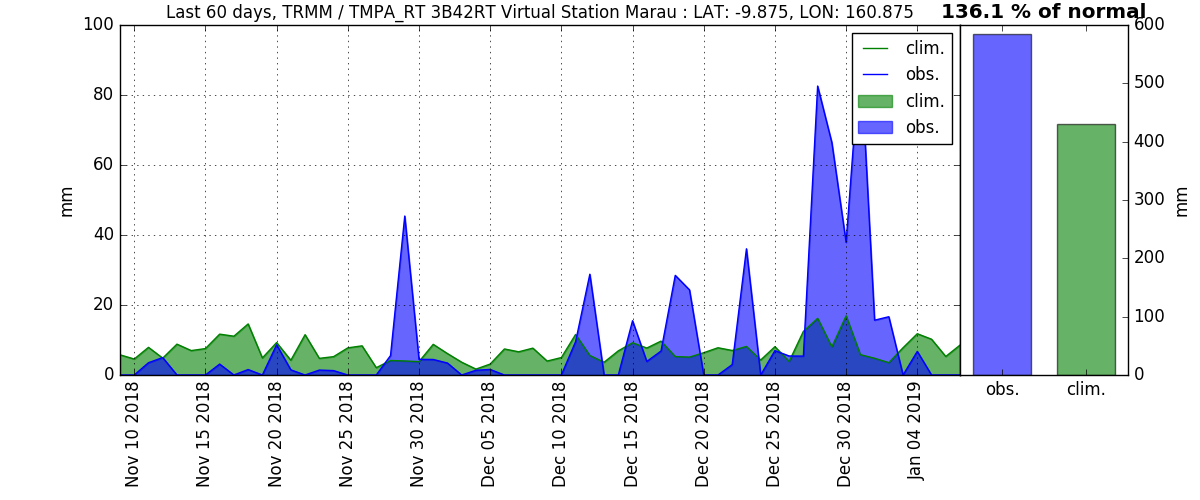 Last 60 days, TRMM / TMPA_RT 3B42RT Virtual Station Marau : LAT: -9.875, LON: 160.875
136.1 % of normal
100
80
60
40
20
0
mm
clim.
obs.
clim.
obs.
600
500
400
300
200
100
0
mm
Nov 10 2018
Nov 15 2018
Nov 20 2018
Nov 25 2018
Nov 30 2018
Dec 05 2018
Dec 10 2018
Dec 15 2018
Dec 20 2018
Dec 25 2018
Dec 30 2018
Jan 04 2019
obs.
clim.